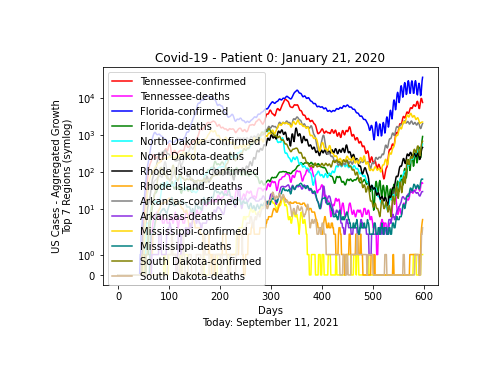 Covid-19 - Patient 0: January 21, 2020
US Cases - Aggregated Growth
Top 7 Regions (symlog)
10⁴
10³
10²
10¹
10⁰
0
Tennessee-confirmed
Tennessee-deaths
Florida-confirmed
Florida-deaths
North Dakota-confirmed
North Dakota-deaths
Rhode Island-confirmed
Rhode Island-deaths
Arkansas-confirmed
Arkansas-deaths
Mississippi-confirmed
Mississippi-deaths
South Dakota-confirmed
South Dakota-deaths
0 100 200 300 400 500 600
Days
Today: September 11, 2021